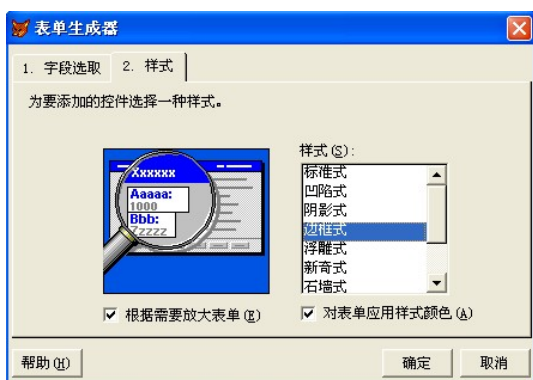 表单生成器
1. 字段选取 2. 样式
为要添加的控件选择一种样式。
样式(S):
标准式
凹陷式
阴影式
边框式
浮雕式
新奇式
石墙式
Xxxxxx
Aaaaa:
1000
Bbb:
Zzzzz
根据需要放大表单(E) 对表单应用样式颜色(A)
帮助(H) 确定 取消